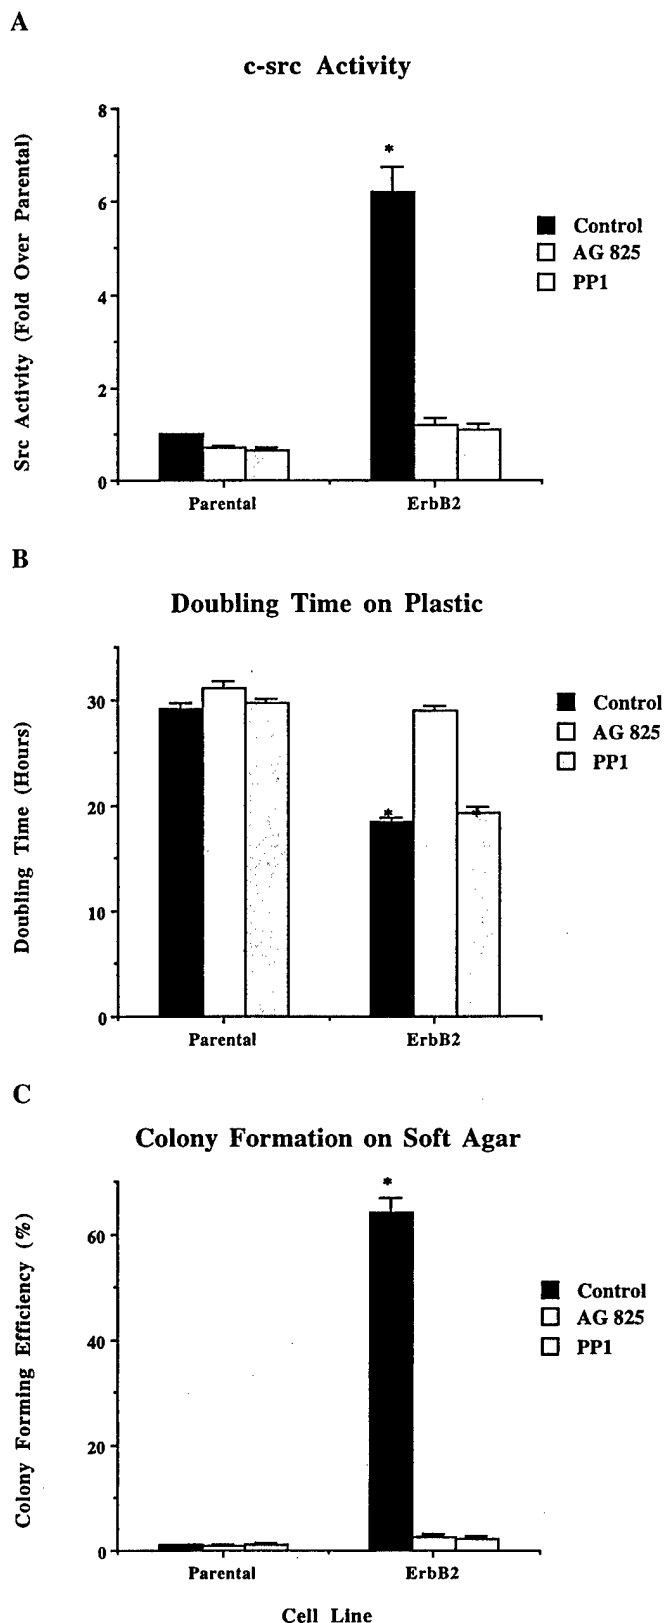 A
c-src Activity
Src Activity (Fold Over Parental)
8
6
4
2
0
*
Control
AG 825
PP1
Parental
ErbB2
B
Doubling Time on Plastic
Doubling Time (Hours)
30
20
10
0
*
*
Control
AG 825
PP1
Parental
ErbB2
C
Colony Formation on Soft Agar
Colony Forming Efficiency (%)
60
40
20
0
*
Control
AG 825
PP1
Parental
ErbB2
Cell Line